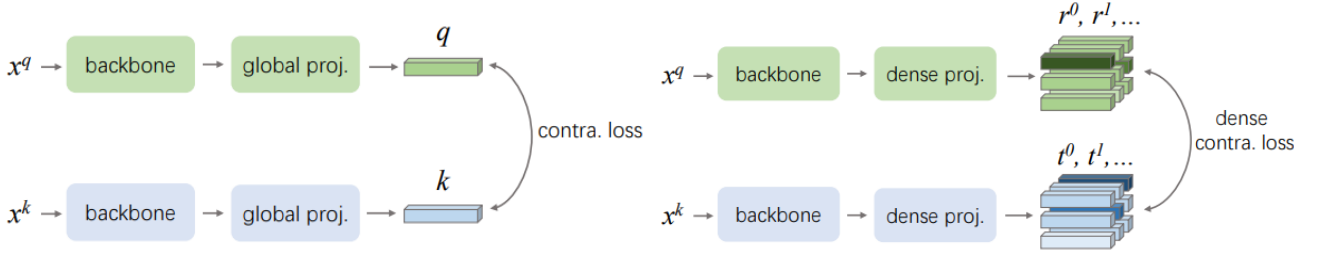 x^q backbone global proj. q
contra. loss
x^k backbone global proj. k
x^q backbone dense proj. r^0, r^1,...
dense
contra. loss
x^k backbone dense proj. t^0, t^1,...